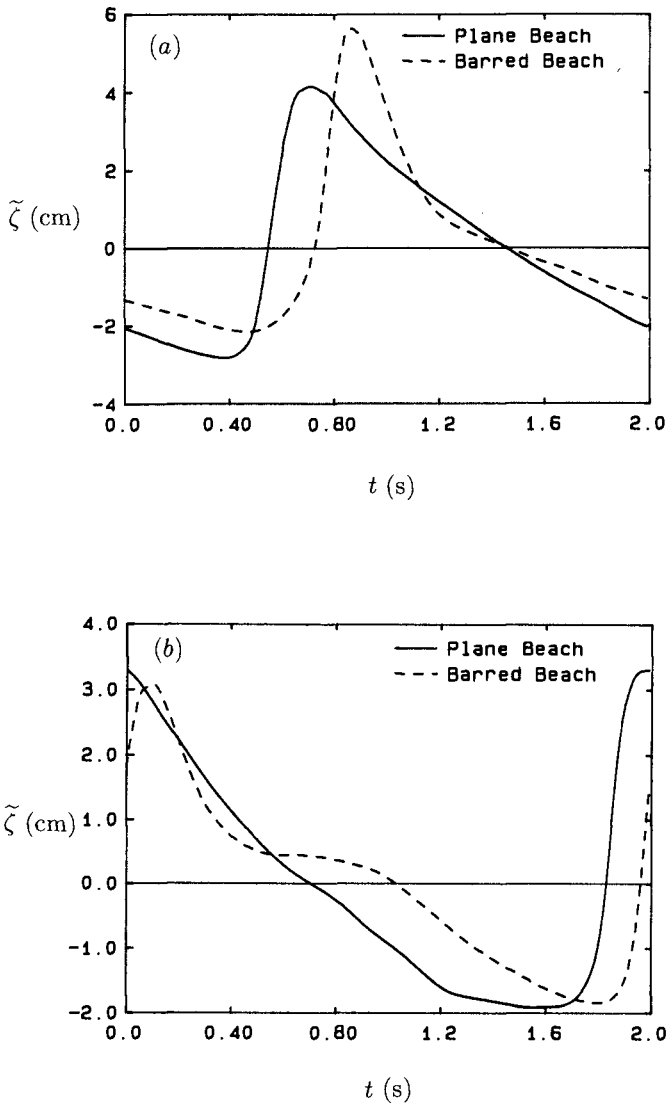 6
(a)
Plane Beach
Barred Beach
4
2
ζ̃ (cm)
0
-2
-4
0.0 0.40 0.80 1.2 1.6 2.0
t (s)
4.0
(b)
Plane Beach
Barred Beach
3.0
2.0
ζ̃ (cm) 1.0
0.0
-1.0
-2.0
0.0 0.40 0.80 1.2 1.6 2.0
t (s)